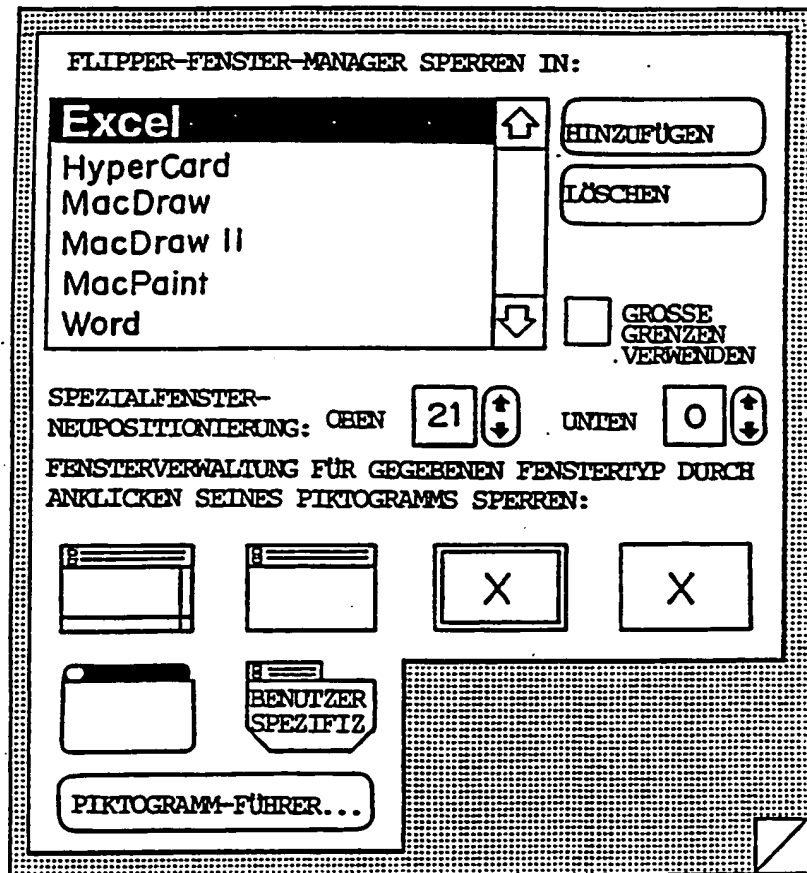 FLIPPER-FENSTER-MANAGER SPERREN IN:
Excel
HINZUFÜGEN
HyperCard
LÖSCHEN
MacDraw
MacDraw II
MacPaint
Word
GROSSE
GRENZEN
VERWENDEN
SPEZIALFENSTER-
NEUPOSITIONIERUNG: OBEN 21 UNTEN 0
FENSTERVERWALTUNG FÜR GEGEBENEN FENSTERTYP DURCH
ANKLICKEN SEINES PIKTOGRAMMS SPERREN:
X X
BENUTZER
SPEZIFIZ
PIKTOGRAMM-FÜHRER...